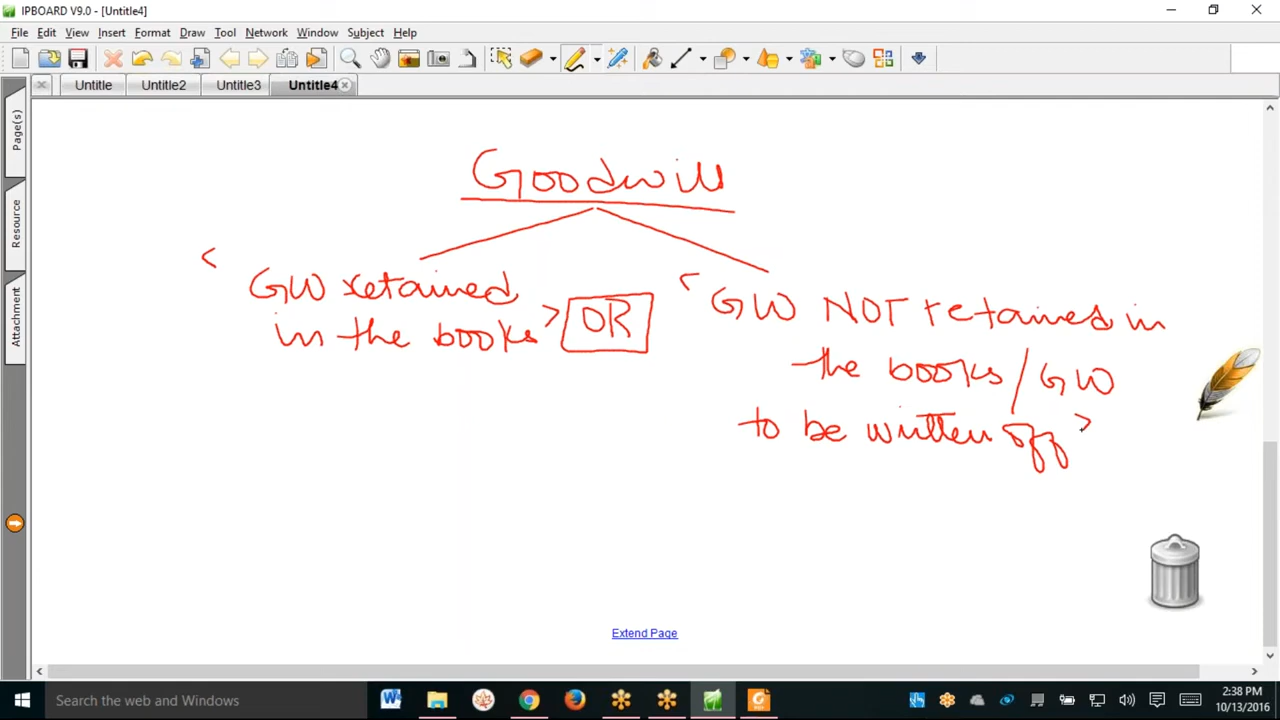 IPBOARD V9.0 - [Untitle4]
File Edit View Insert Format Draw Tool Network Window Subject Help
Untitle Untitle2 Untitle3 Untitle4
Page(s)
Resource
Attachment
Goodwill
< GW retained
in the books > OR
< GW NOT retained in
the books/GW
to be written off >
Extend Page
Search the web and Windows
2:38 PM
10/13/2016